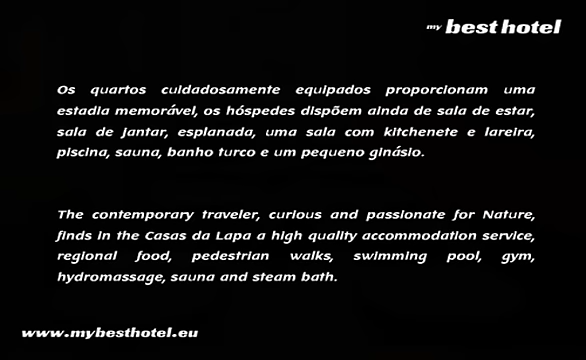 my best hotel
Os quartos cuidadosamente equipados proporcionam uma
estadia memorável, os hóspedes dispõem ainda de sala de estar,
sala de jantar, esplanada, uma sala com kitchenete e lareira,
piscina, sauna, banho turco e um pequeno ginásio.
The contemporary traveler, curious and passionate for Nature,
finds in the Casas da Lapa a high quality accommodation service,
regional food, pedestrian walks, swimming pool, gym,
hydromassage, sauna and steam bath.
www.mybesthotel.eu